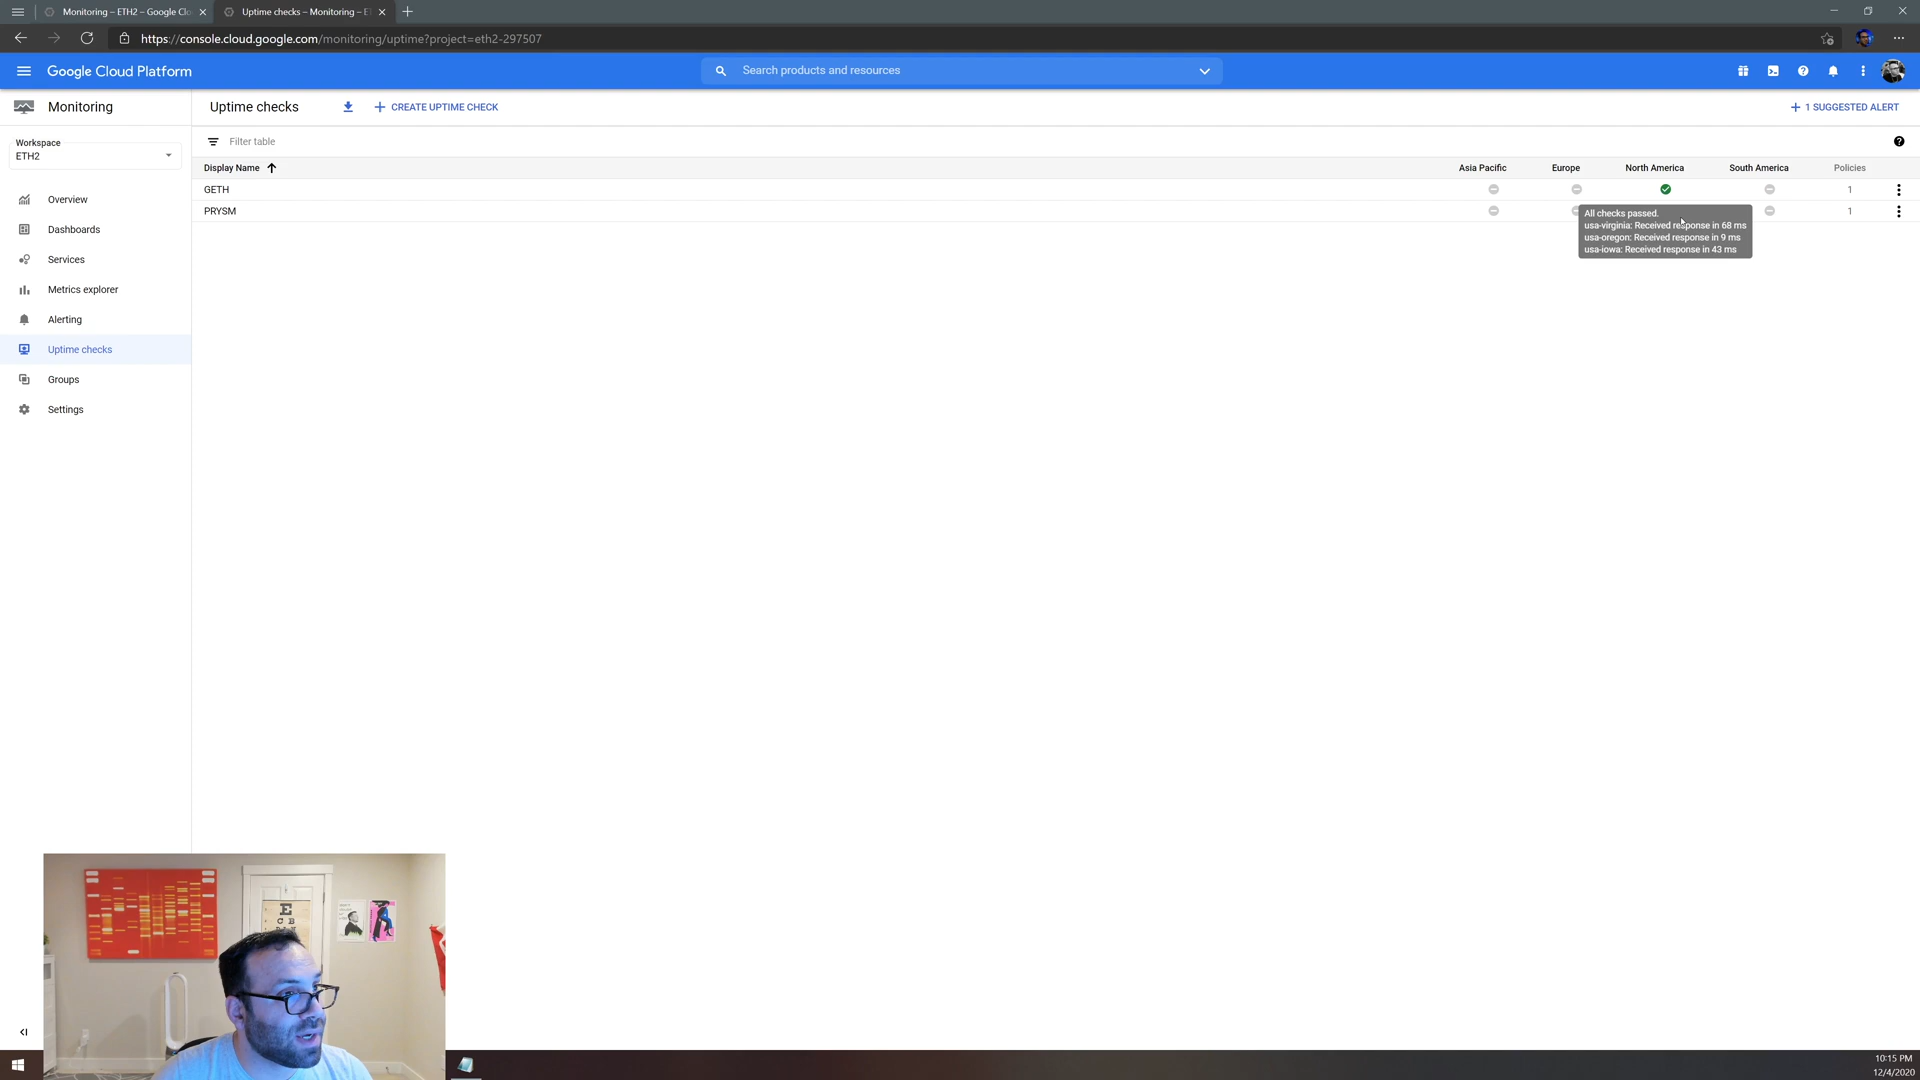 Monitoring – ETH2 – Google Clo
Uptime checks – Monitoring – E
https://console.cloud.google.com/monitoring/uptime?project=eth2-297507
Google Cloud Platform
Search products and resources
Monitoring
Uptime checks
CREATE UPTIME CHECK
1 SUGGESTED ALERT
Workspace
ETH2
Filter table
Display Name
Asia Pacific
Europe
North America
South America
Policies
GETH
1
PRYSM
1
All checks passed.
usa-virginia: Received response in 68 ms
usa-oregon: Received response in 9 ms
usa-iowa: Received response in 43 ms
Overview
Dashboards
Services
Metrics explorer
Alerting
Uptime checks
Groups
Settings
E
C B
10:15 PM
12/4/2020